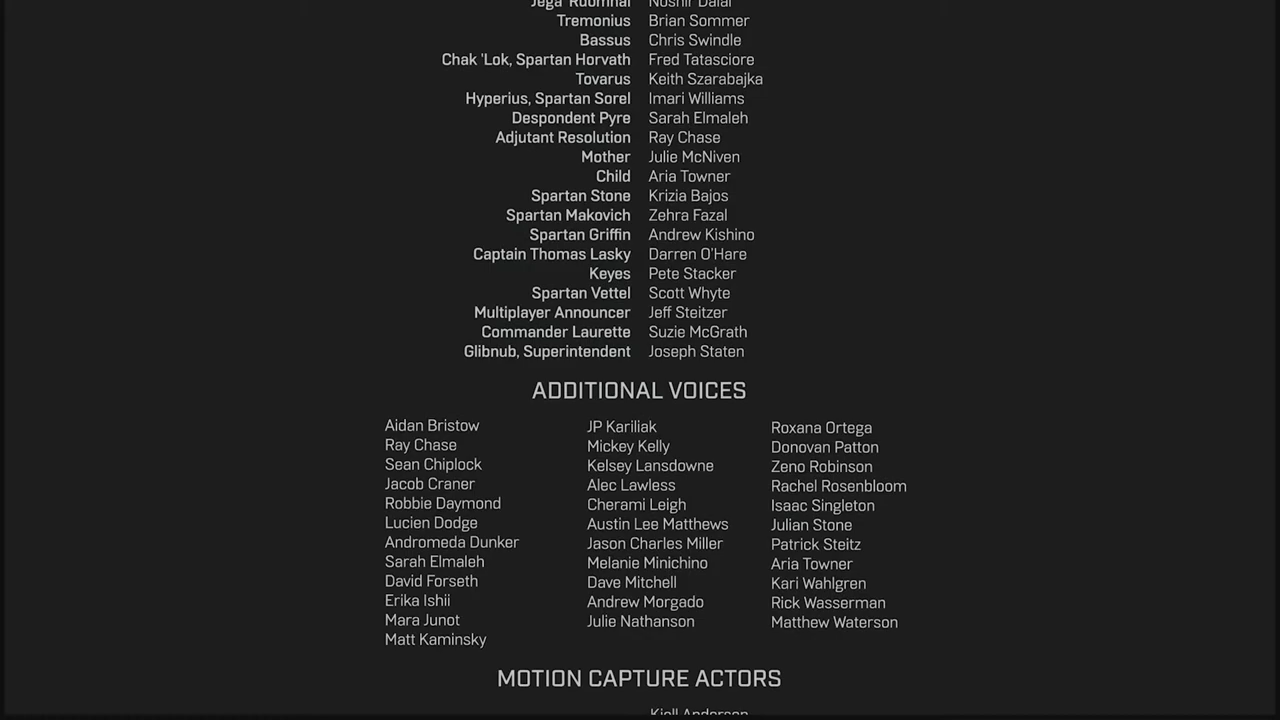 Jega 'Rdomnai Noshir Dalal
Tremonius Brian Sommer
Bassus Chris Swindle
Chak 'Lok, Spartan Horvath Fred Tatasciore
Tovarus Keith Szarabajka
Hyperius, Spartan Sorel Imari Williams
Despondent Pyre Sarah Elmaleh
Adjutant Resolution Ray Chase
Mother Julie McNiven
Child Aria Towner
Spartan Stone Krizia Bajos
Spartan Makovich Zehra Fazal
Spartan Griffin Andrew Kishino
Captain Thomas Lasky Darren O'Hare
Keyes Pete Stacker
Spartan Vettel Scott Whyte
Multiplayer Announcer Jeff Steitzer
Commander Laurette Suzie McGrath
Glibnub, Superintendent Joseph Staten
ADDITIONAL VOICES
Aidan Bristow
Ray Chase
Sean Chiplock
Jacob Craner
Robbie Daymond
Lucien Dodge
Andromeda Dunker
Sarah Elmaleh
David Forseth
Erika Ishii
Mara Junot
Matt Kaminsky
JP Kariliak
Mickey Kelly
Kelsey Lansdowne
Alec Lawless
Cherami Leigh
Austin Lee Matthews
Jason Charles Miller
Melanie Minichino
Dave Mitchell
Andrew Morgado
Julie Nathanson
Roxana Ortega
Donovan Patton
Zeno Robinson
Rachel Rosenbloom
Isaac Singleton
Julian Stone
Patrick Steitz
Aria Towner
Kari Wahlgren
Rick Wasserman
Matthew Waterson
MOTION CAPTURE ACTORS
Kjell Anderson